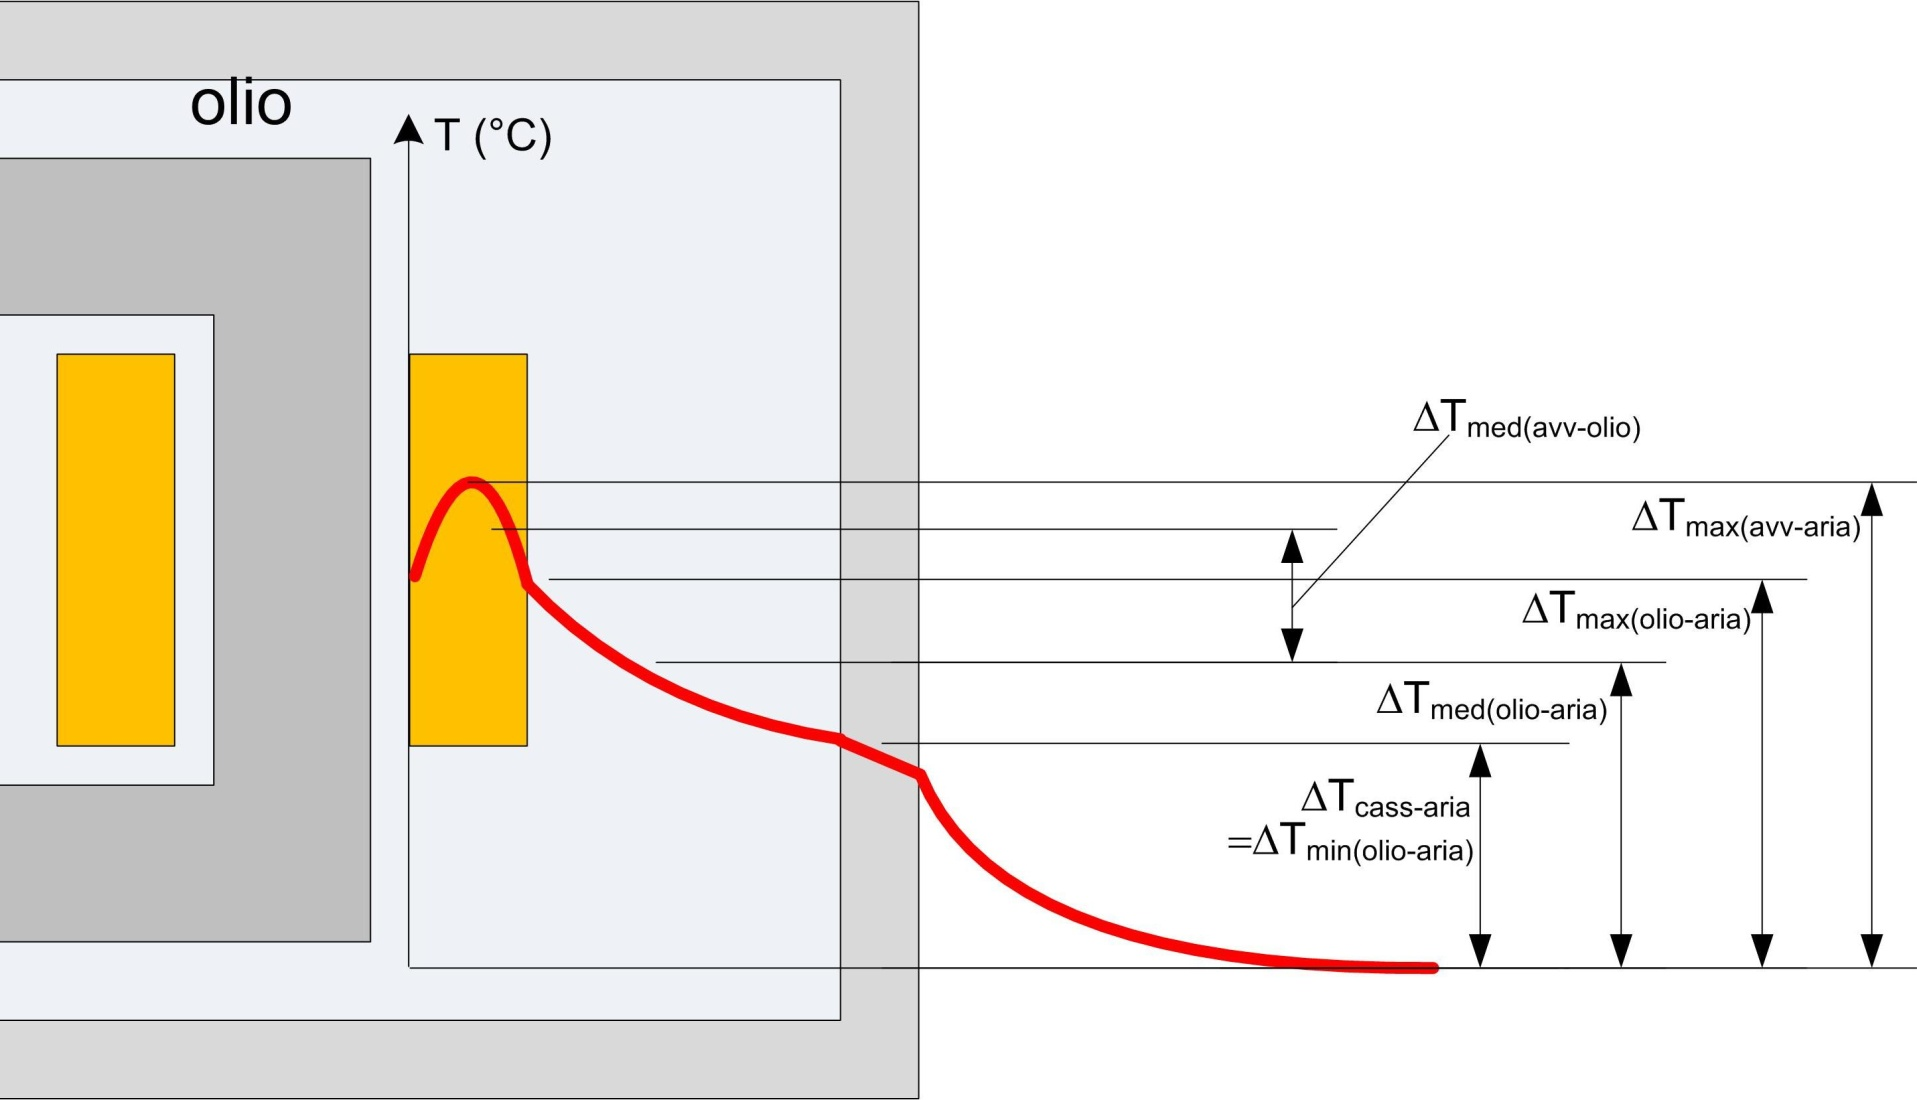 olio
T (°C)
ΔTmed(avv-olio)
ΔTmax(avv-aria)
ΔTmax(olio-aria)
ΔTmed(olio-aria)
ΔTcass-aria
=ΔTmin(olio-aria)